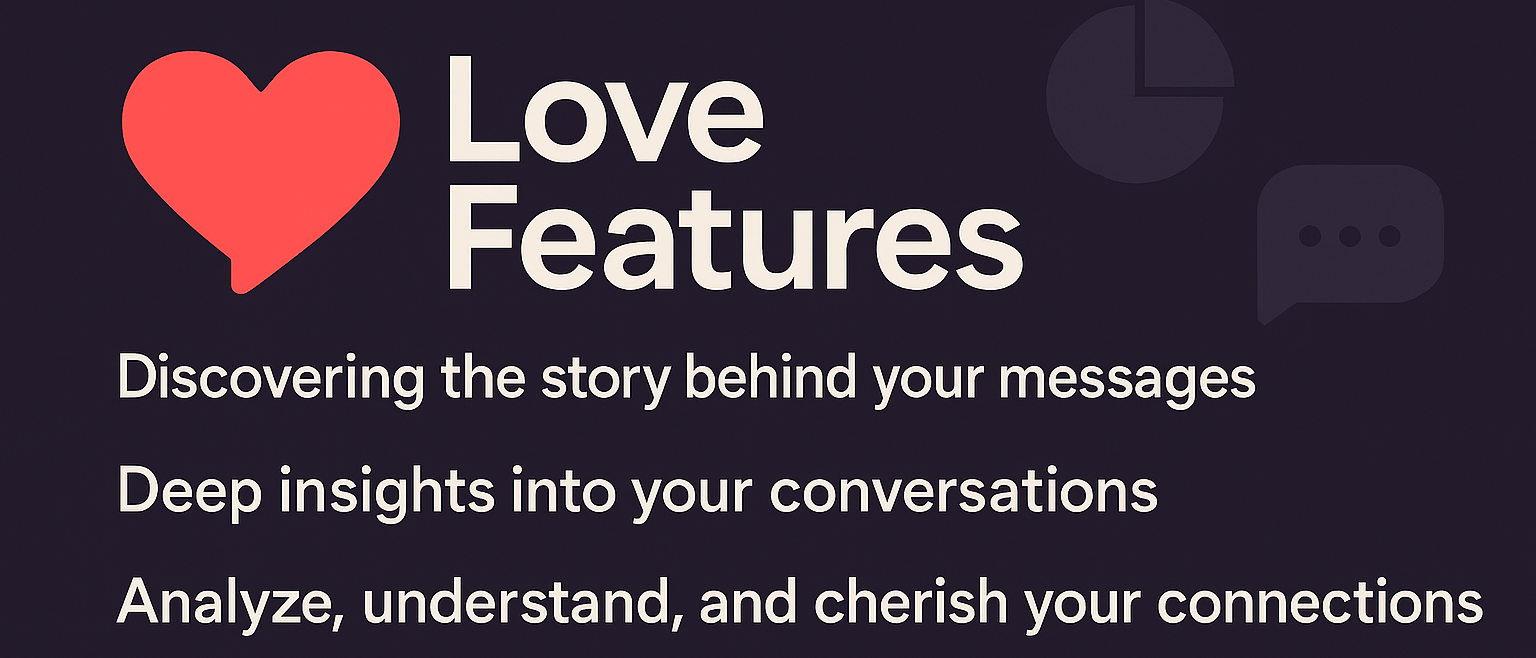 Love
Features
Discovering the story behind your messages
Deep insights into your conversations
Analyze, understand, and cherish your connections